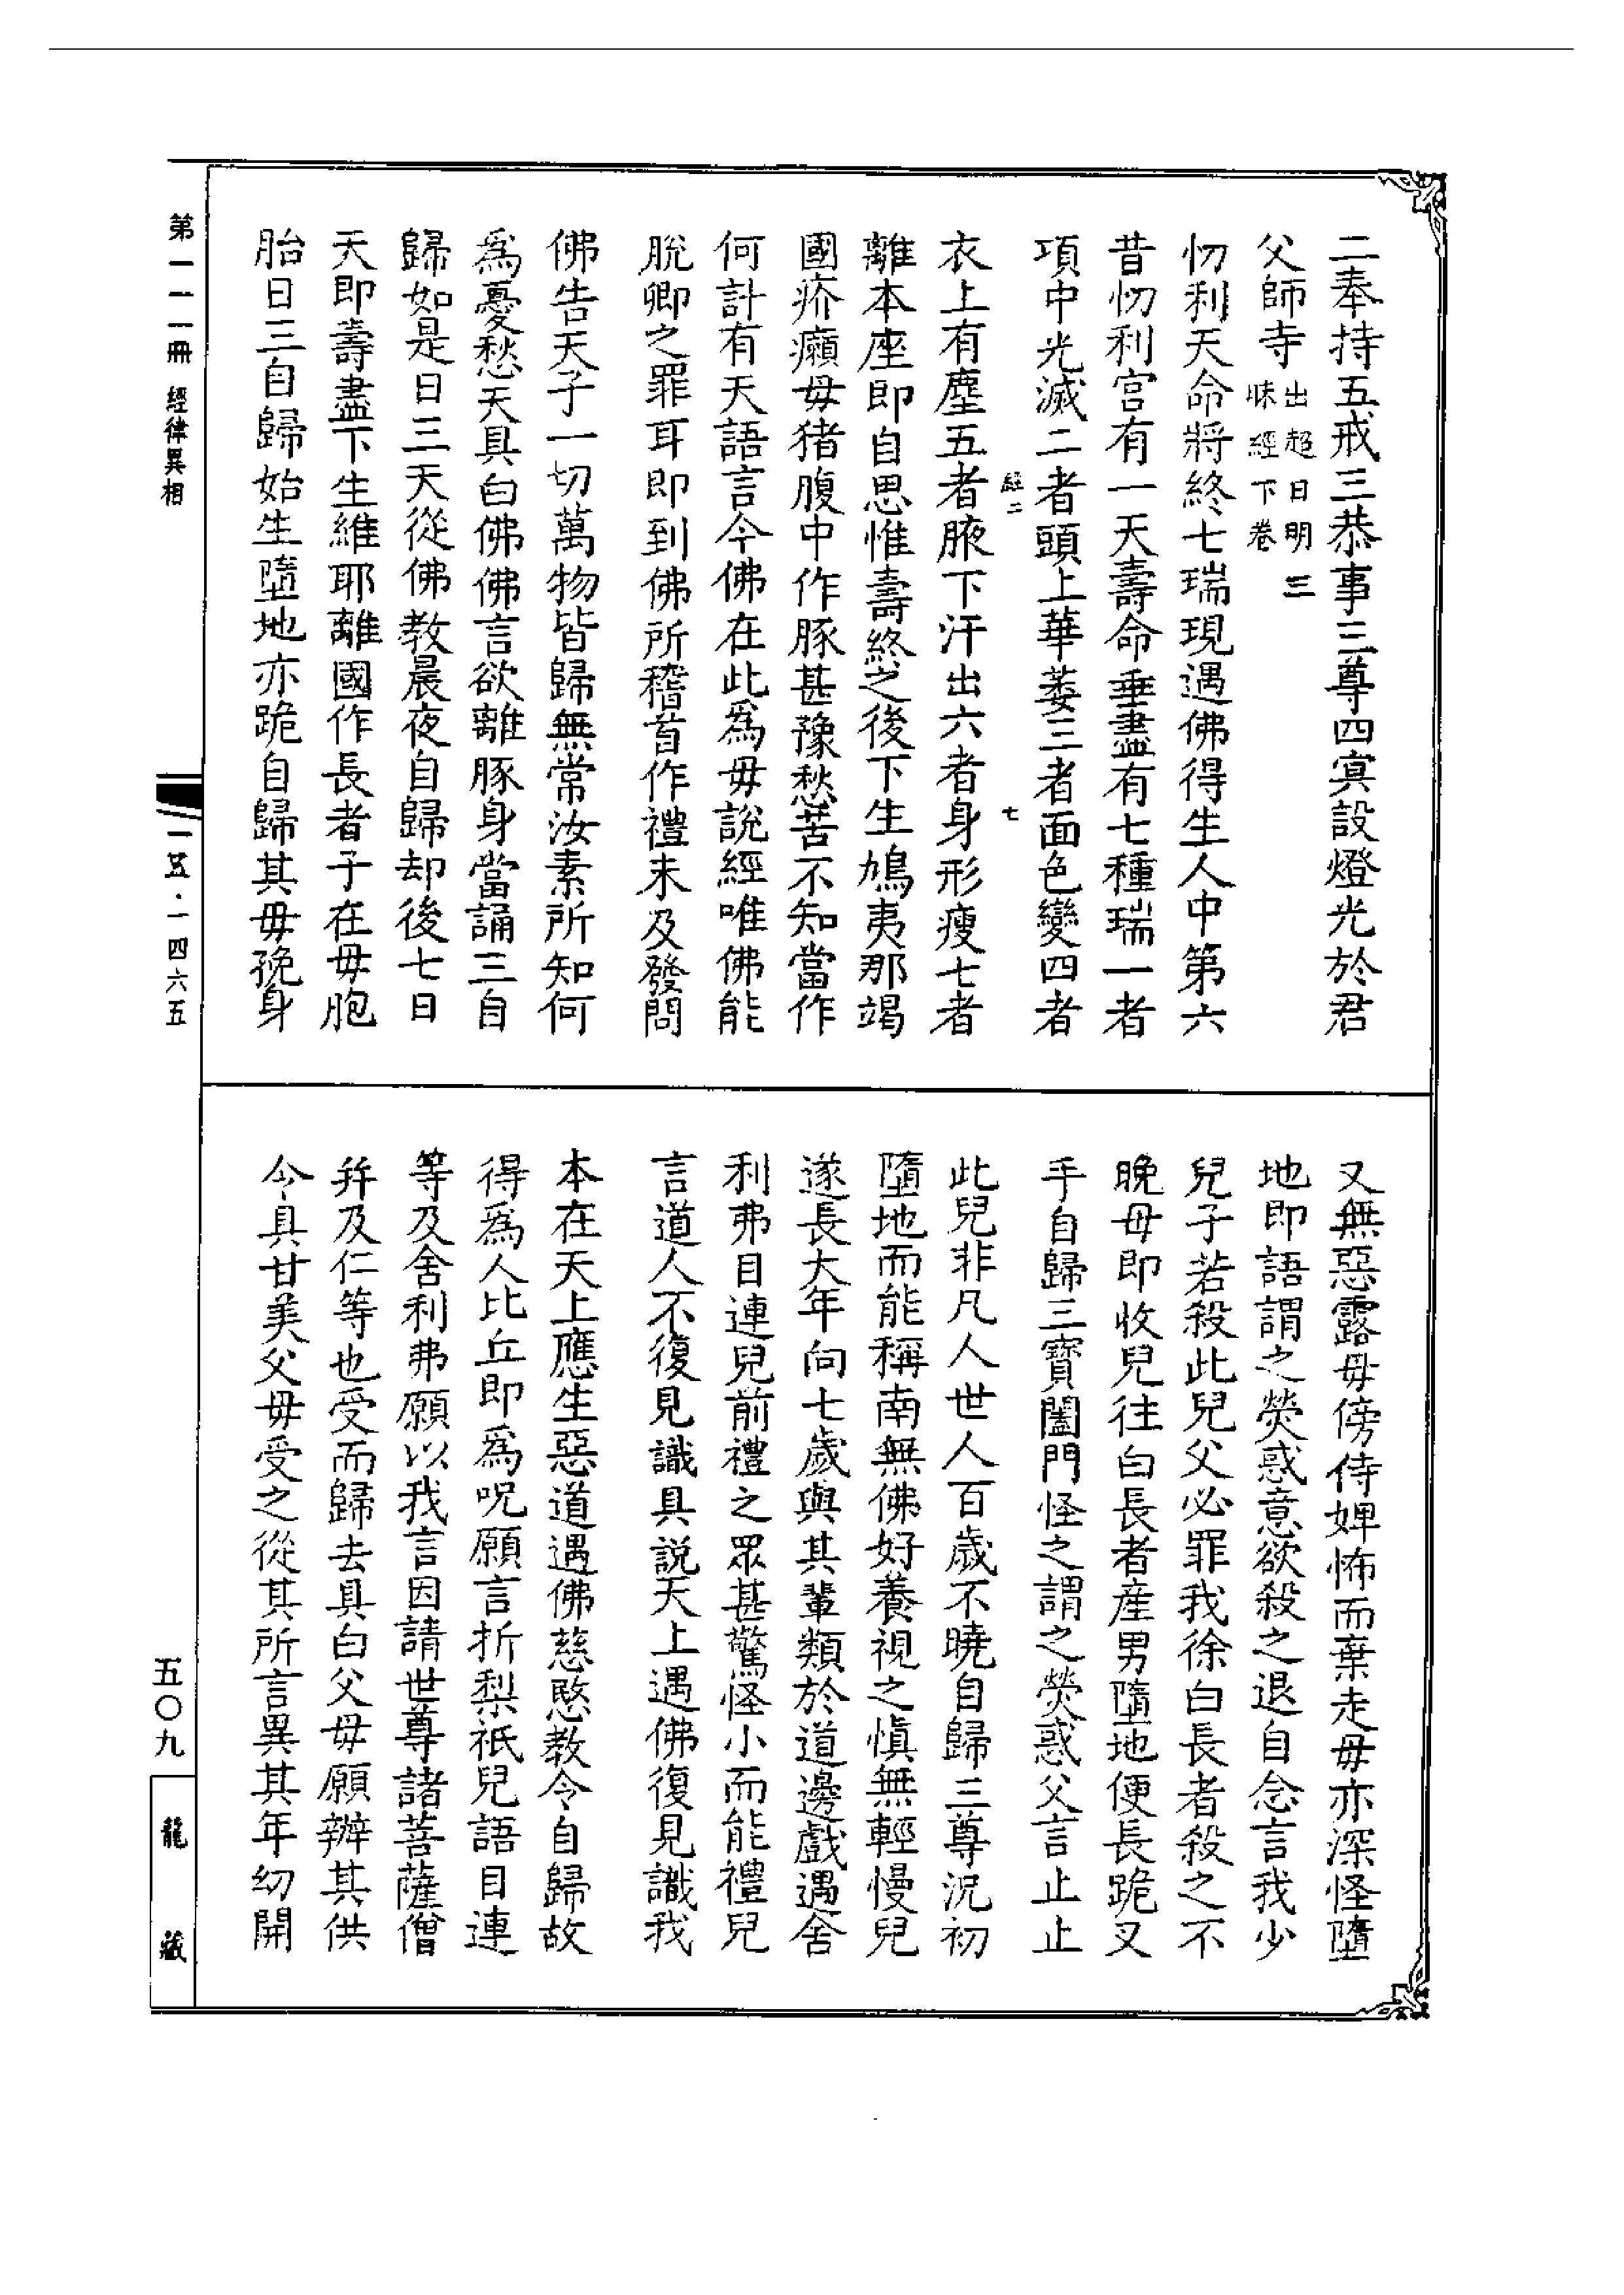 二奉持五戒三恭事三尊四㝠設燈光於君
父師寺出超日明三昧經下卷
忉利天命將終七瑞現遇佛得生人中第六
昔忉利宮有一天壽命垂盡有七種瑞一者
項中光滅二者頭上華萎三者面色變四者
經二
七
衣上有塵五者腋下汗出六者身形瘦七者
離本座即自思惟壽終之後下生鳩夷那竭
國疥癩母猪腹中作豚甚豫愁苦不知當作
何計有天語言今佛在此爲母說經唯佛能
脫卿之罪耳即到佛所稽首作禮未及發問
佛告天子一切萬物皆歸無常汝素所知何
爲憂愁天具白佛佛言欲離豚身當誦三自
歸如是日三天從佛教晨夜自歸却後七日
天即壽盡下生維耶離國作長者子在母胞
胎日三自歸始生墮地亦跪自歸其母㝃身
又無惡露母傍侍婢怖而棄走母亦深怪墮
地即語謂之熒惑意欲殺之退自念言我少
兒子若殺此兒父必罪我徐白長者殺之不
晚母即收兒往白長者產男墮地便長跪叉
手自歸三寶闔門怪之謂之熒惑父言止止
此兒非凡人世人百歲不曉自歸三尊況初
墮地而能稱南無佛好養視之慎無輕慢兒
遂長大年向七歲與其輩類於道邊戲遇舍
利弗目連兒前禮之眾甚驚怪小而能禮兒
言道人不復見識具說天上遇佛復見識我
本在天上應生惡道遇佛慈愍教令自歸故
得爲人比丘即爲呪願言折梨祇兒語目連
等及舍利弗願以我言因請世尊諸菩薩僧
并及仁等也受而歸去具白父母願辦其供
今具甘美父母受之從其所言異其年幼開
第一一一冊 經律異相
一五·一四六五
五〇九
龍藏